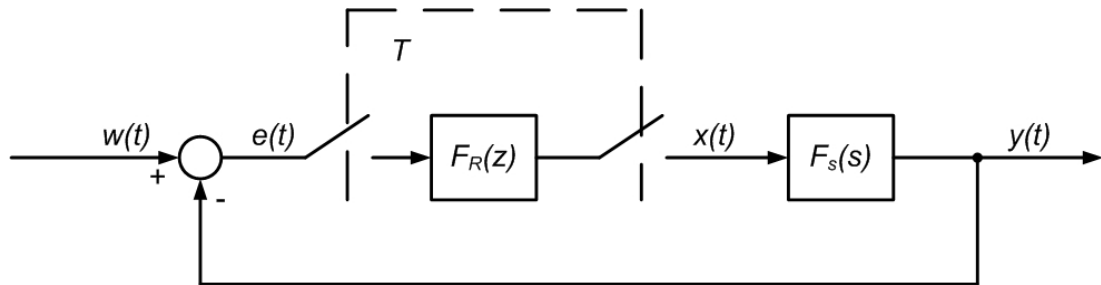 T
w(t)
e(t)
F_R(z)
x(t)
F_s(s)
y(t)
+
-